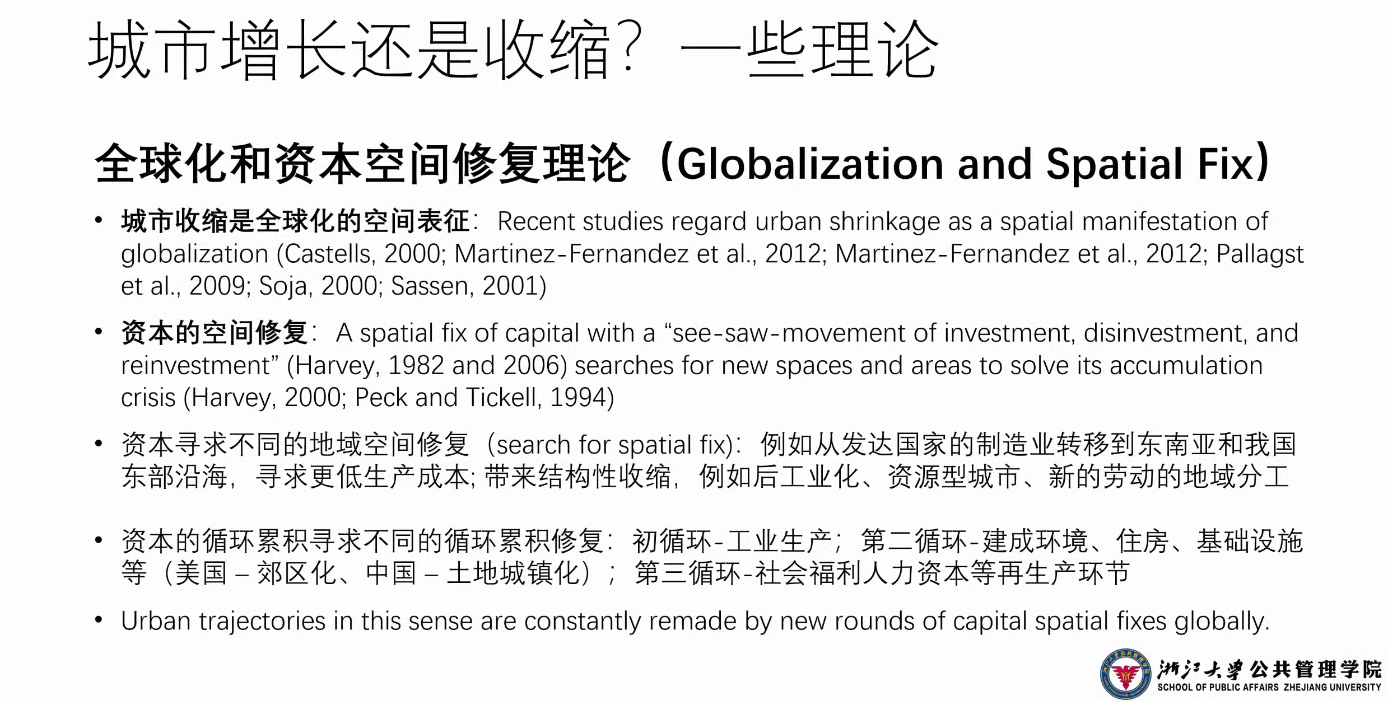 城市增长还是收缩？一些理论
全球化和资本空间修复理论（Globalization and Spatial Fix）
• 城市收缩是全球化的空间表征：Recent studies regard urban shrinkage as a spatial manifestation of
globalization (Castells, 2000; Martinez-Fernandez et al., 2012; Martinez-Fernandez et al., 2012; Pallagst
et al., 2009; Soja, 2000; Sassen, 2001)
• 资本的空间修复：A spatial fix of capital with a “see-saw-movement of investment, disinvestment, and
reinvestment” (Harvey, 1982 and 2006) searches for new spaces and areas to solve its accumulation
crisis (Harvey, 2000; Peck and Tickell, 1994)
• 资本寻求不同的地域空间修复（search for spatial fix)：例如从发达国家的制造业转移到东南亚和我国
东部沿海，寻求更低生产成本; 带来结构性收缩，例如后工业化、资源型城市、新的劳动的地域分工
• 资本的循环累积寻求不同的循环累积修复：初循环-工业生产；第二循环-建成环境、住房、基础设施
等（美国 – 郊区化、中国 – 土地城镇化）；第三循环-社会福利人力资本等再生产环节
• Urban trajectories in this sense are constantly remade by new rounds of capital spatial fixes globally.
浙江大学公共管理学院
SCHOOL OF PUBLIC AFFAIRS ZHEJIANG UNIVERSITY